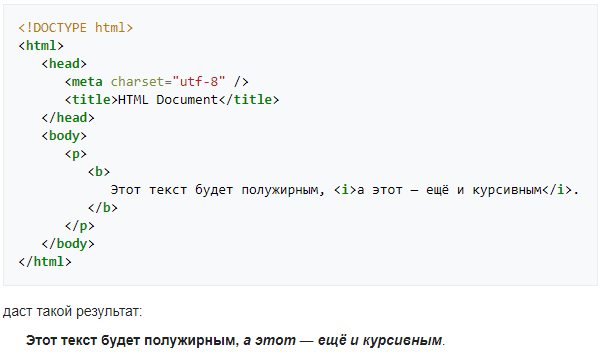 <!DOCTYPE html>
<html>
   <head>
      <meta charset="utf-8" />
      <title>HTML Document</title>
   </head>
   <body>
      <p>
         <b>
            Этот текст будет полужирным, <i>а этот — ещё и курсивным</i>.
         </b>
      </p>
   </body>
</html>
даст такой результат:
Этот текст будет полужирным, а этот — ещё и курсивным.